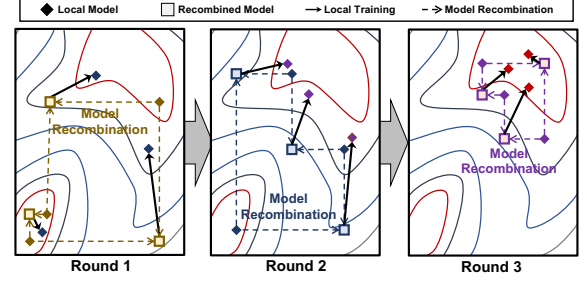 Local Model
Recombined Model
Local Training
Model Recombination
Model
Recombination
Model
Recombination
Model
Recombination
Round 1
Round 2
Round 3